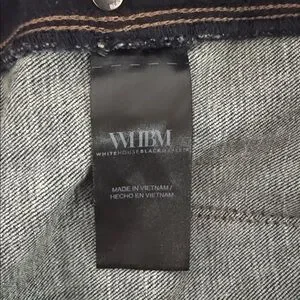 WHBM
WHITE HOUSE BLACK MARKET
MADE IN VIETNAM /
HECHO EN VIETNAM